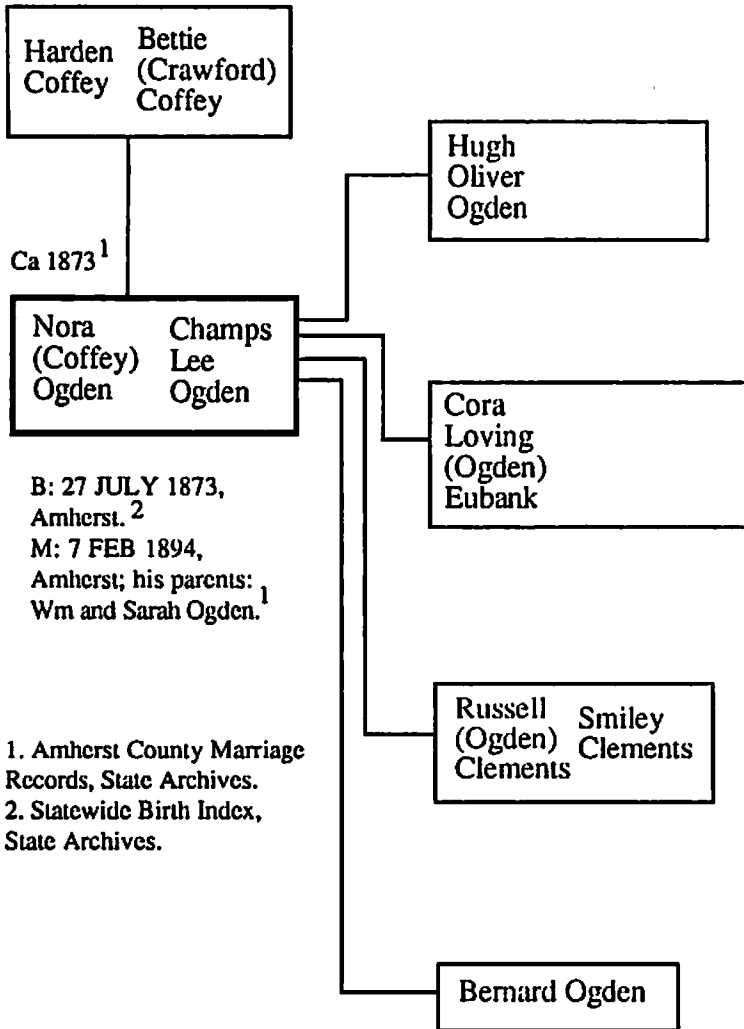 Harden
Coffey
Bettie
(Crawford)
Coffey
Ca 1873 1
Nora
(Coffey)
Ogden
Champs
Lee
Ogden
B: 27 JULY 1873,
Amherst. 2
M: 7 FEB 1894,
Amherst; his parents:
Wm and Sarah Ogden. 1
1. Amherst County Marriage
Records, State Archives.
2. Statewide Birth Index,
State Archives.
Hugh
Oliver
Ogden
Cora
Loving
(Ogden)
Eubank
Russell
(Ogden)
Clements
Smiley
Clements
Bernard Ogden